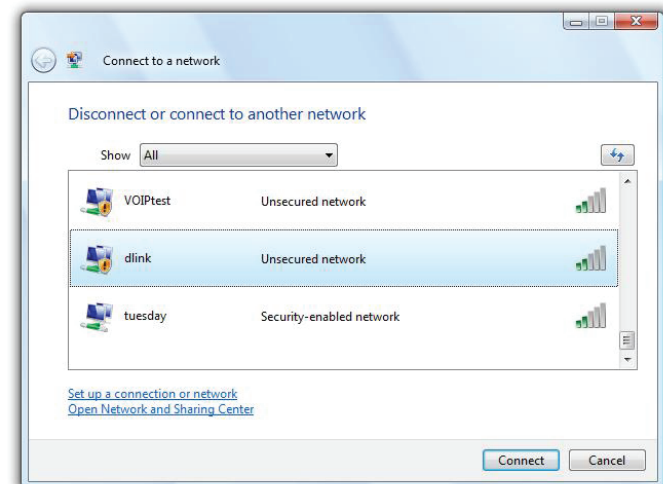 Connect to a network
Disconnect or connect to another network
Show All
VOIPtest Unsecured network
dlink Unsecured network
tuesday Security-enabled network
Set up a connection or network
Open Network and Sharing Center
Connect Cancel